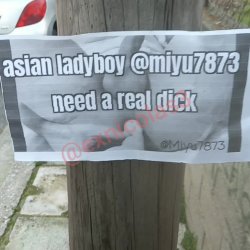 asian ladyboy @miyu7873
need a real dick
@Miyu7873